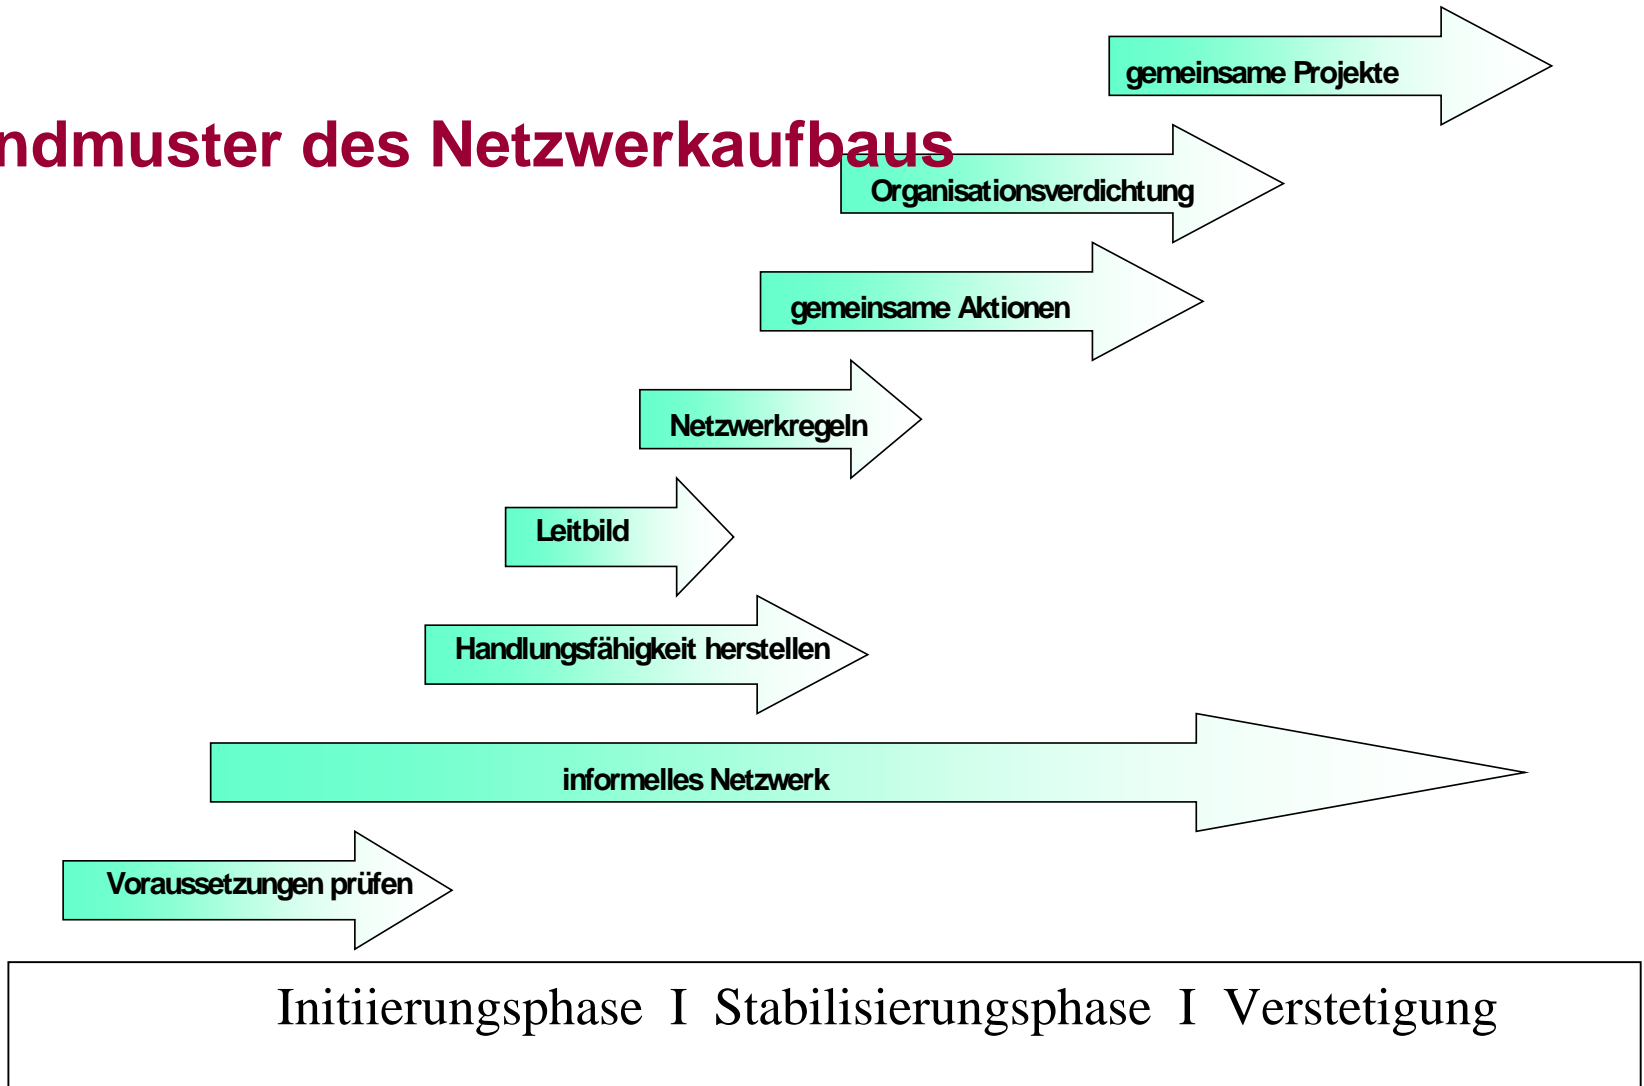 gemeinsame Projekte
ndmuster des Netzwerkaufbaus
Organisationsverdichtung
gemeinsame Aktionen
Netzwerkregeln
Leitbild
Handlungsfähigkeit herstellen
informelles Netzwerk
Voraussetzungen prüfen
Initiierungsphase I Stabilisierungsphase I Verstetigung